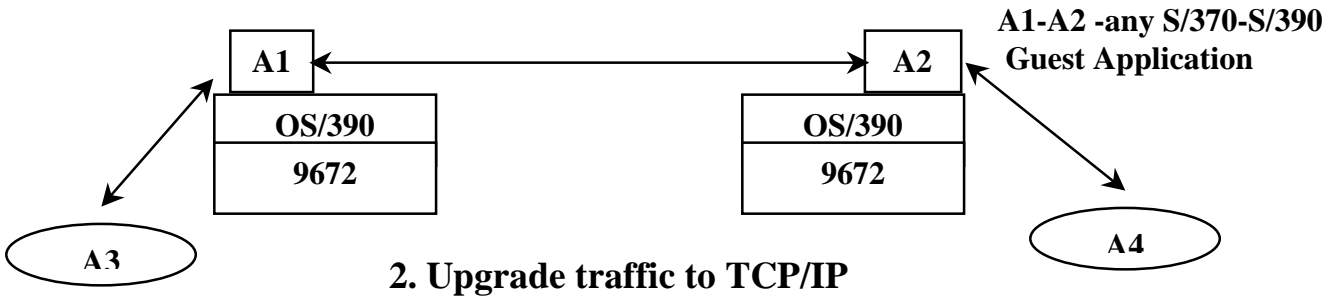 A1-A2 -any S/370-S/390
Guest Application
A1
A2
OS/390
OS/390
9672
9672
A3
A4
2. Upgrade traffic to TCP/IP